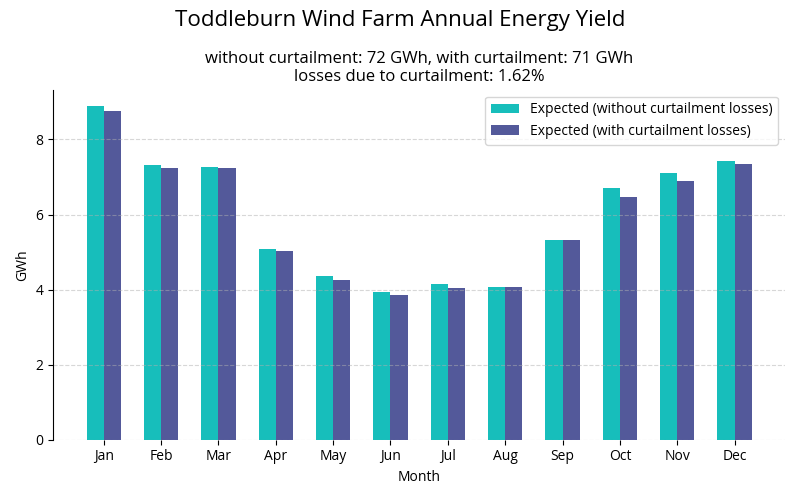 Toddleburn Wind Farm Annual Energy Yield
without curtailment: 72 GWh, with curtailment: 71 GWh
losses due to curtailment: 1.62%
Expected (without curtailment losses)
Expected (with curtailment losses)
GWh
8
6
4
2
0
Jan Feb Mar Apr May Jun Jul Aug Sep Oct Nov Dec
Month